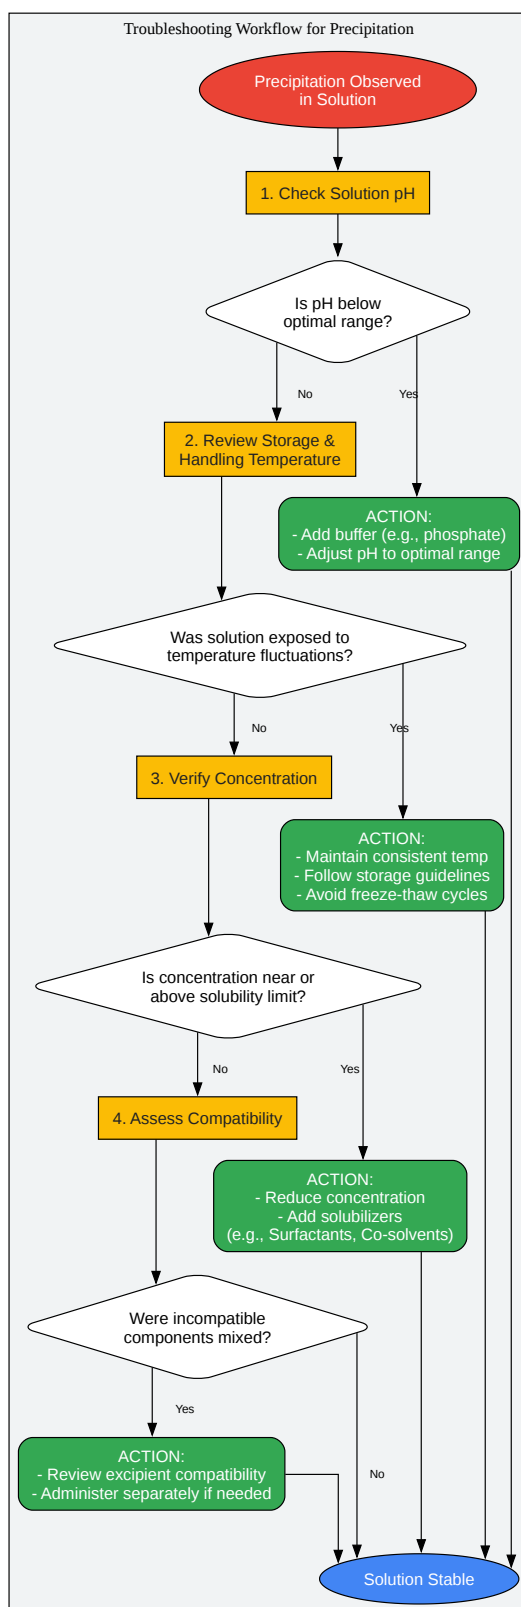 Troubleshooting Workflow for Precipitation
Precipitation Observed
in Solution
1. Check Solution pH
Is pH below
optimal range?
No
Yes
2. Review Storage &
Handling Temperature
ACTION:
- Add buffer (e.g., phosphate)
- Adjust pH to optimal range
Was solution exposed to
temperature fluctuations?
No
Yes
3. Verify Concentration
ACTION:
- Maintain consistent temp
- Follow storage guidelines
- Avoid freeze-thaw cycles
Is concentration near or
above solubility limit?
No
Yes
4. Assess Compatibility
ACTION:
- Reduce concentration
- Add solubilizers
(e.g., Surfactants, Co-solvents)
Were incompatible
components mixed?
Yes
No
ACTION:
- Review excipient compatibility
- Administer separately if needed
Solution Stable